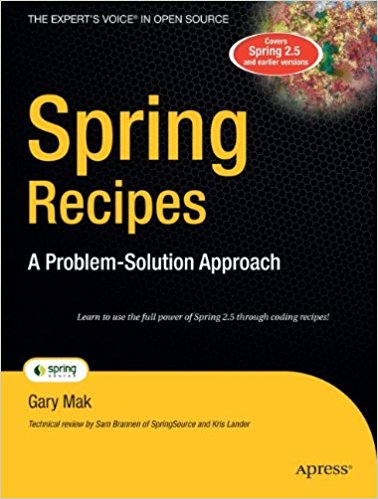 THE EXPERT'S VOICE® IN OPEN SOURCE
Covers
Spring 2.5
and earlier versions
Spring
Recipes
A Problem-Solution Approach
Learn to use the full power of Spring 2.5 through coding recipes!
spring
source
Gary Mak
Technical review by Sam Brannen of SpringSource and Kris Lander
Apress®